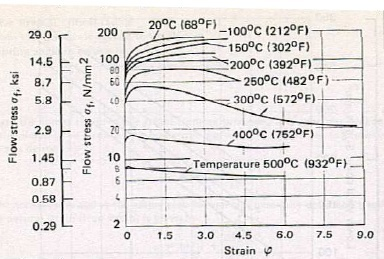 20°C (68°F)
100°C (212°F)
150°C (302°F)
200°C (392°F)
250°C (482°F)
300°C (572°F)
400°C (752°F)
Temperature 500°C (932°F)
Flow stress σf, ksi
29.0
14.5
8.7
5.8
2.9
1.45
0.87
0.58
0.29
Flow stress σf, N/mm²
200
100
80
60
40
20
10
8
6
4
2
0
1.5
3.0
4.5
6.0
7.5
9.0
Strain φ